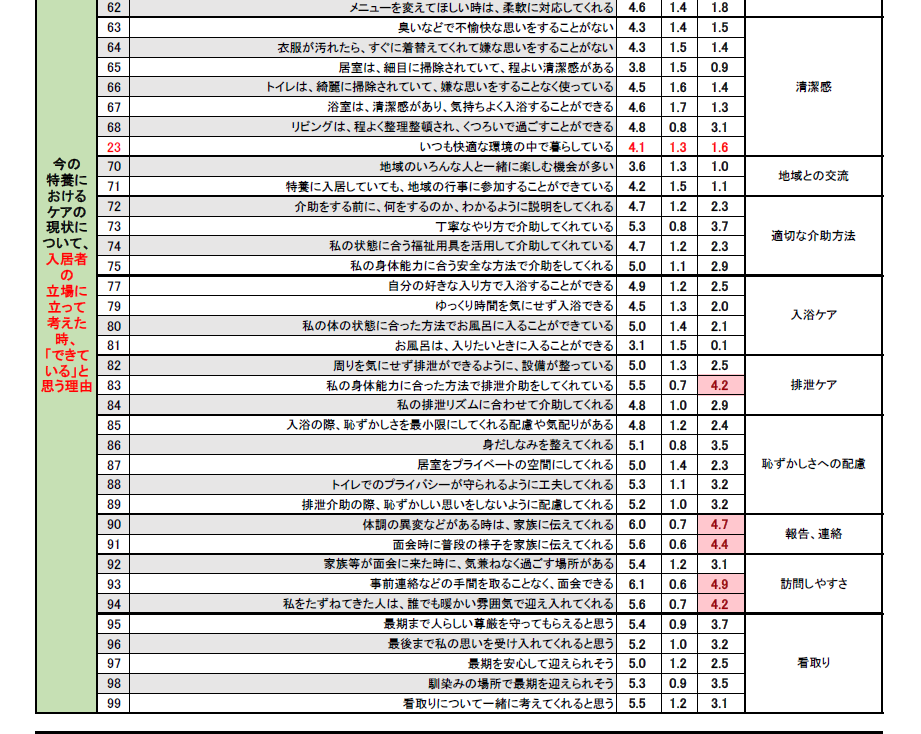 62 メニューを変えてほしい時は、柔軟に対応してくれる 4.6 1.4 1.8
63 臭いなどで不愉快な思いをすることがない 4.3 1.4 1.5
64 衣服が汚れたら、すぐに着替えてくれて嫌な思いをすることがない 4.3 1.5 1.4
65 居室は、細目に掃除されていて、程よい清潔感がある 3.8 1.5 0.9
66 トイレは、綺麗に掃除されていて、嫌な思いをすることなく使っている 4.5 1.6 1.4
清潔感
67 浴室は、清潔感があり、気持ちよく入浴することができる 4.6 1.7 1.3
68 リビングは、程よく整理整頓され、くつろいで過ごすことができる 4.8 0.8 3.1
23 いつも快適な環境の中で暮らしている 4.1 1.3 1.6
70 地域のいろんな人と一緒に楽しむ機会が多い 3.6 1.3 1.0
地域との交流
71 特養に入居していても、地域の行事に参加することができている 4.2 1.5 1.1
72 介助をする前に、何をするのか、わかるように説明をしてくれる 4.7 1.2 2.3
73 丁寧なやり方で介助してくれている 5.3 0.8 3.7
適切な介助方法
74 私の状態に合う福祉用具を活用して介助してくれている 4.7 1.2 2.3
75 私の身体能力に合う安全な方法で介助をしてくれる 5.0 1.1 2.9
77 自分の好きな入り方で入浴することができる 4.9 1.2 2.5
79 ゆっくり時間を気にせず入浴できる 4.5 1.3 2.0
入浴ケア
80 私の体の状態に合った方法でお風呂に入ることができている 5.0 1.4 2.1
81 お風呂は、入りたいときに入ることができる 3.1 1.5 0.1
82 周りを気にせず排泄ができるように、設備が整っている 5.0 1.3 2.5
83 私の身体能力に合った方法で排泄介助をしてくれている 5.5 0.7 4.2
排泄ケア
84 私の排泄リズムに合わせて介助してくれる 4.8 1.0 2.9
85 入浴の際、恥ずかしさを最小限にしてくれる配慮や気配りがある 4.8 1.2 2.4
86 身だしなみを整えてくれる 5.1 0.8 3.5
87 居室をプライベートの空間にしてくれる 5.0 1.4 2.3
恥ずかしさへの配慮
88 トイレでのプライバシーが守られるように工夫してくれる 5.3 1.1 3.2
89 排泄介助の際、恥ずかしい思いをしないように配慮してくれる 5.2 1.0 3.2
90 体調の異変などがある時は、家族に伝えてくれる 6.0 0.7 4.7
報告、連絡
91 面会時に普段の様子を家族に伝えてくれる 5.6 0.6 4.4
92 家族等が面会に来た時に、気兼ねなく過ごす場所がある 5.4 1.2 3.1
93 事前連絡などの手間を取ることなく、面会できる 6.1 0.6 4.9
訪問しやすさ
94 私をたずねてきた人は、誰でも暖かい雰囲気で迎え入れてくれる 5.6 0.7 4.2
95 最期まで人らしい尊厳を守ってもらえると思う 5.4 0.9 3.7
96 最後まで私の思いを受け入れてくれると思う 5.2 1.0 3.2
97 最期を安心して迎えられそう 5.0 1.2 2.5
看取り
98 馴染みの場所で最期を迎えられそう 5.3 0.9 3.5
99 看取りについて一緒に考えてくれると思う 5.5 1.2 3.1
今の
特養に
おける
ケアの
現状に
ついて、
入居者
の
立場に
立って
考えた
時、
「できて
いる」と
思う理由